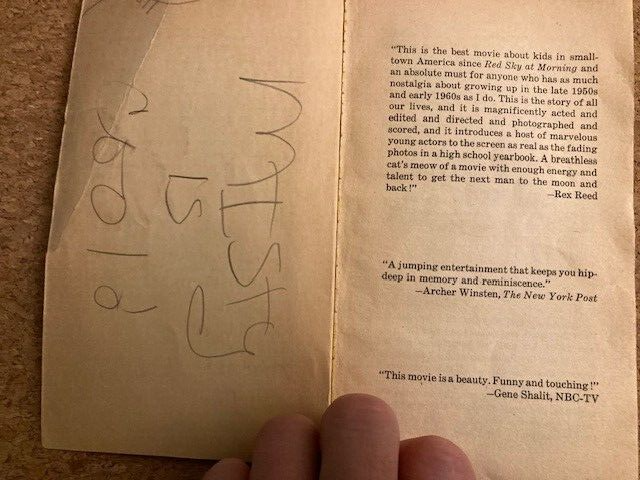 MISTY
IS
“This is the best movie about kids in small-
town America since Red Sky at Morning and
an absolute must for anyone who has as much
nostalgia about growing up in the late 1950s
and early 1960s as I do. This is the story of all
our lives, and it is magnificently acted and
edited and directed and photographed and
scored, and it introduces a host of marvelous
young actors to the screen as real as the fading
photos in a high school yearbook. A breathless
cat's meow of a movie with enough energy and
talent to get the next man to the moon and
back!”
—Rex Reed
“A jumping entertainment that keeps you hip-
deep in memory and reminiscence.”
—Archer Winsten, The New York Post
“This movie is a beauty. Funny and touching!”
—Gene Shalit, NBC-TV